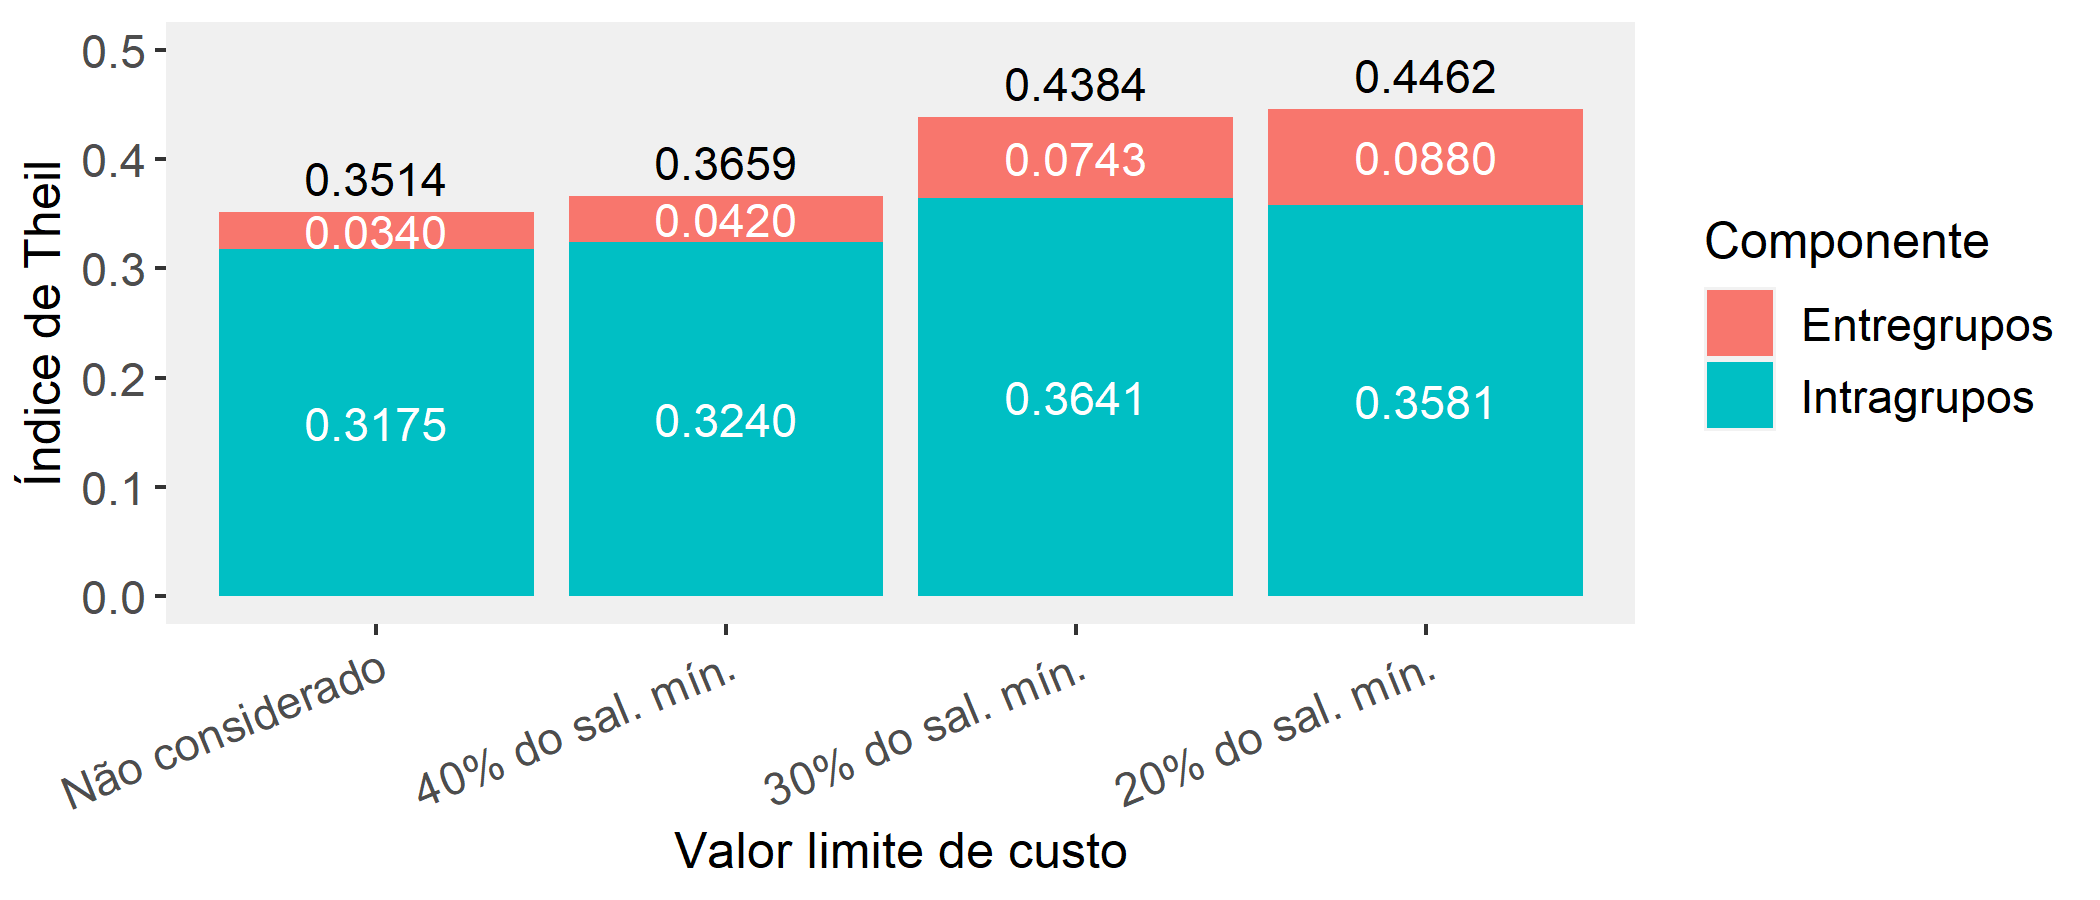 Índice de Theil
0.5
0.4
0.3
0.2
0.1
0.0
0.3514
0.0340
0.3175
0.3659
0.0420
0.3240
0.4384
0.0743
0.3641
0.4462
0.0880
0.3581
Não considerado
40% do sal. mín.
30% do sal. mín.
20% do sal. mín.
Valor limite de custo
Componente
Entregrupos
Intragrupos